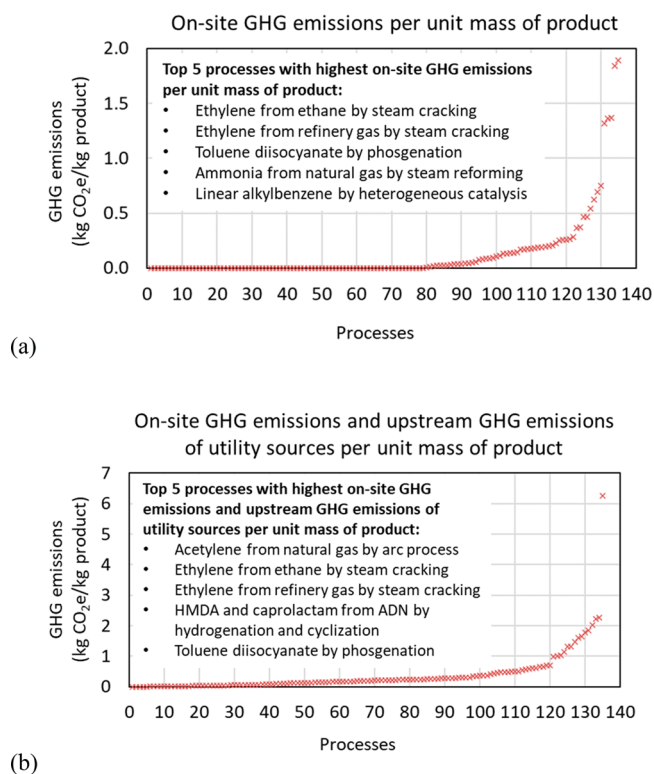 On-site GHG emissions per unit mass of product
2.0
1.5
1.0
0.5
0.0
GHG emissions
(kg CO₂e/kg product)
Top 5 processes with highest on-site GHG emissions
per unit mass of product:
• Ethylene from ethane by steam cracking
• Ethylene from refinery gas by steam cracking
• Toluene diisocyanate by phosgenation
• Ammonia from natural gas by steam reforming
• Linear alkylbenzene by heterogeneous catalysis
0 10 20 30 40 50 60 70 80 90 100 110 120 130 140
Processes
(a)
On-site GHG emissions and upstream GHG emissions
of utility sources per unit mass of product
7
6
5
4
3
2
1
0
GHG emissions
(kg CO₂e/kg product)
Top 5 processes with highest on-site GHG
emissions and upstream GHG emissions of
utility sources per unit mass of product:
• Acetylene from natural gas by arc process
• Ethylene from ethane by steam cracking
• Ethylene from refinery gas by steam cracking
• HMDA and caprolactam from ADN by
hydrogenation and cyclization
• Toluene diisocyanate by phosgenation
0 10 20 30 40 50 60 70 80 90 100 110 120 130 140
Processes
(b)